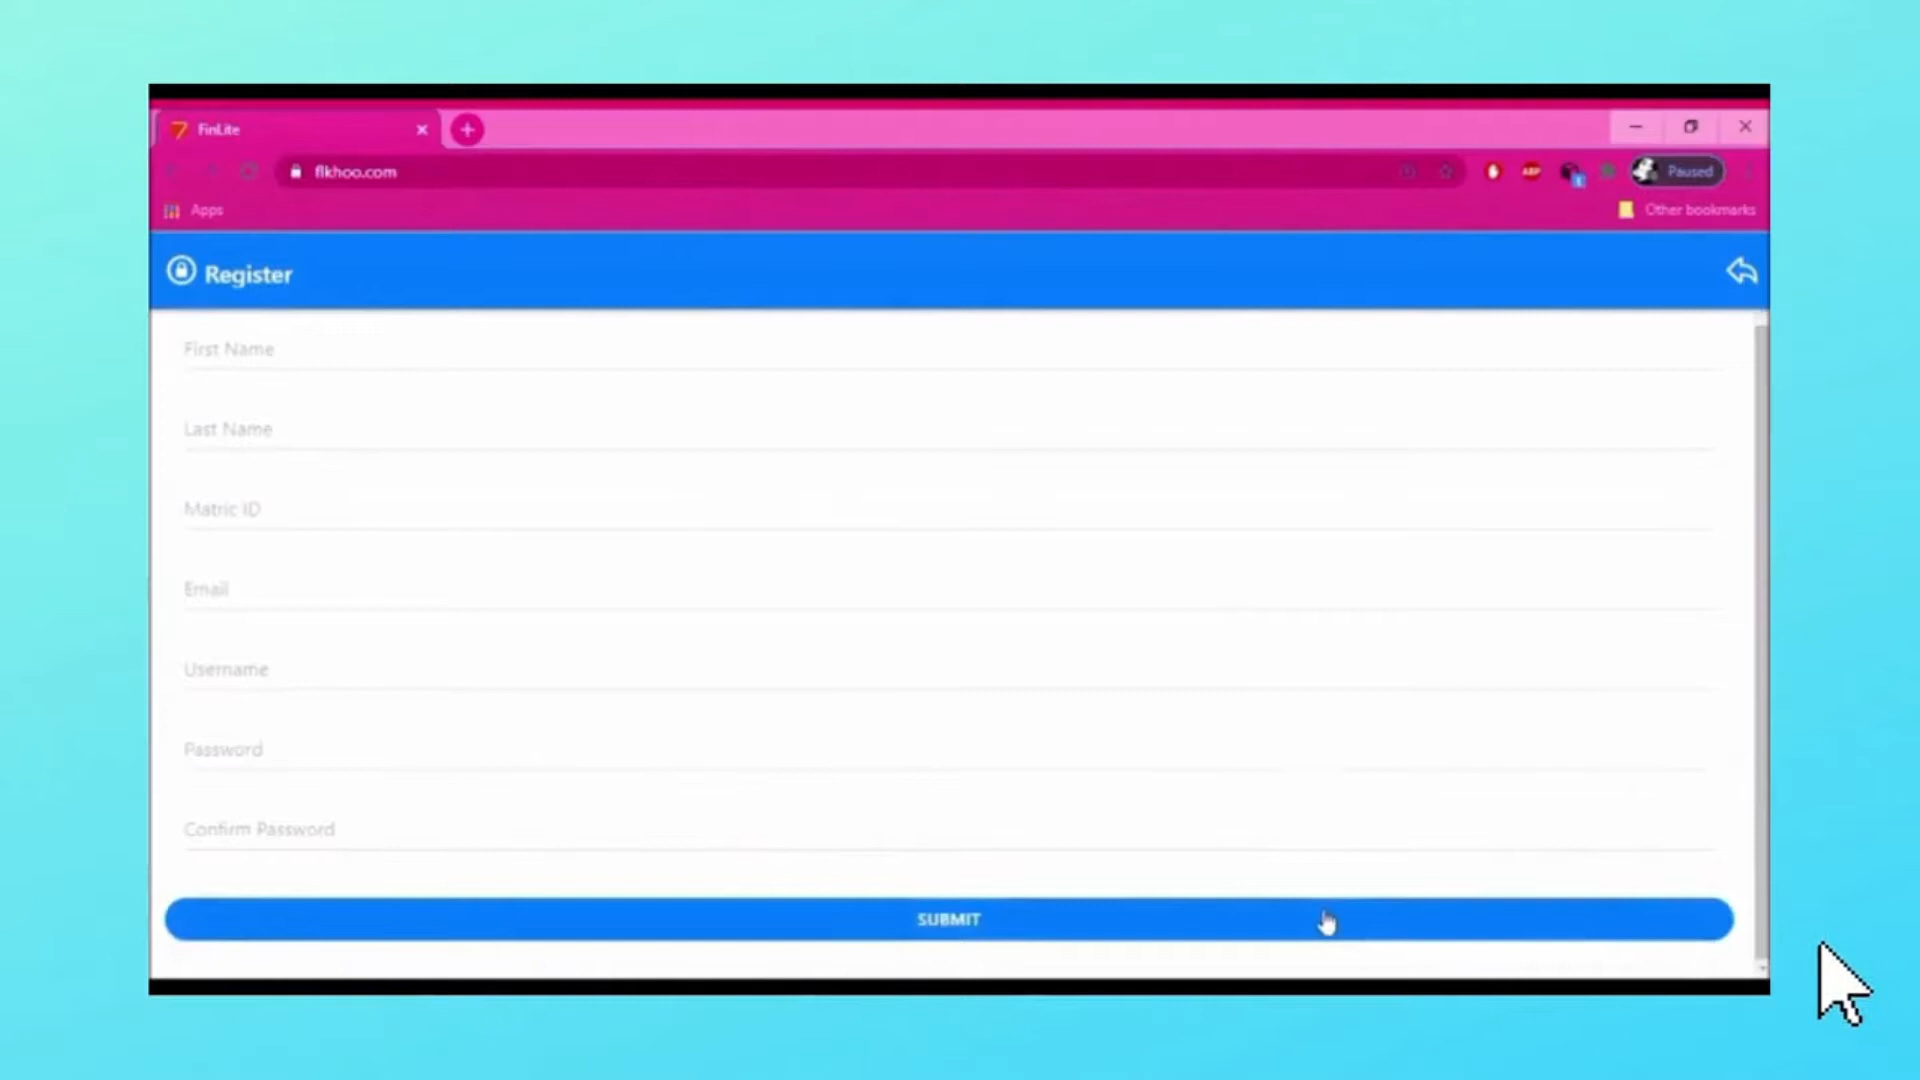 FinLite
flkhoo.com
ABP
Paused
Apps
Other bookmarks
Register
First Name
Last Name
Matric ID
Email
Username
Password
Confirm Password
SUBMIT